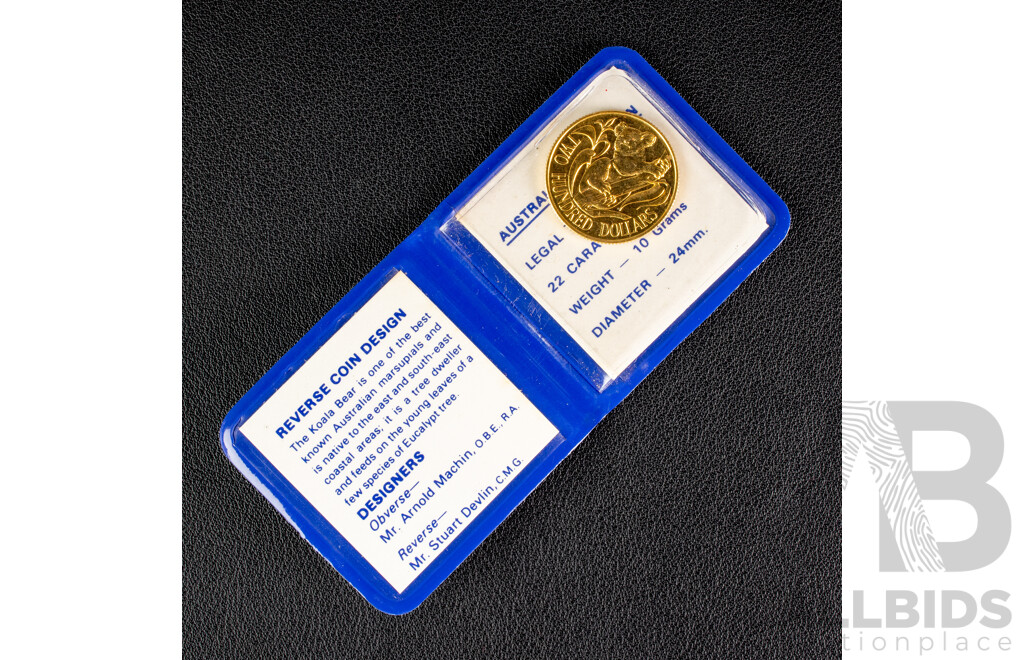 AUSTRAL
LEGAL
22 CARA
WEIGHT — 10 Grams
DIAMETER — 24mm.
TWO HUNDRED DOLLARS
REVERSE COIN DESIGN
The Koala Bear is one of the best
known Australian marsupials and
is native to the east and south-east
coastal areas; it is a tree dweller
and feeds on the young leaves of a
few species of Eucalypt tree.
DESIGNERS
Obverse—
Mr. Arnold Machin, O.B.E., R.A.
Reverse—
Mr. Stuart Devlin, C.M.G.
B
LLBIDS
ctionplace